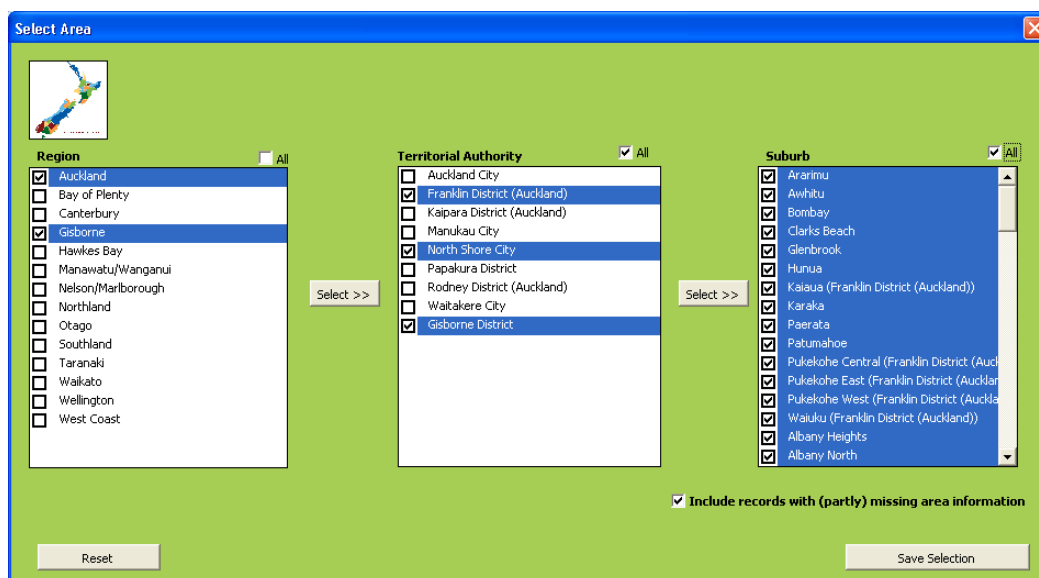 Select Area
Region
All
Auckland
Bay of Plenty
Canterbury
Gisborne
Hawkes Bay
Manawatu/Wanganui
Nelson/Marlborough
Northland
Otago
Southland
Taranaki
Waikato
Wellington
West Coast
Select >>
Territorial Authority
All
Auckland City
Franklin District (Auckland)
Kaipara District (Auckland)
Manukau City
North Shore City
Papakura District
Rodney District (Auckland)
Waitakere City
Gisborne District
Select >>
Suburb
All
Ararimu
Awhitu
Bombay
Clarks Beach
Glenbrook
Hunua
Kaiaua (Franklin District (Auckland))
Karaka
Paerata
Patumahoe
Pukekohe Central (Franklin District (Auckl
Pukekohe East (Franklin District (Aucklar
Pukekohe West (Franklin District (Auckla
Waiuku (Franklin District (Auckland))
Albany Heights
Albany North
Include records with (partly) missing area information
Reset
Save Selection